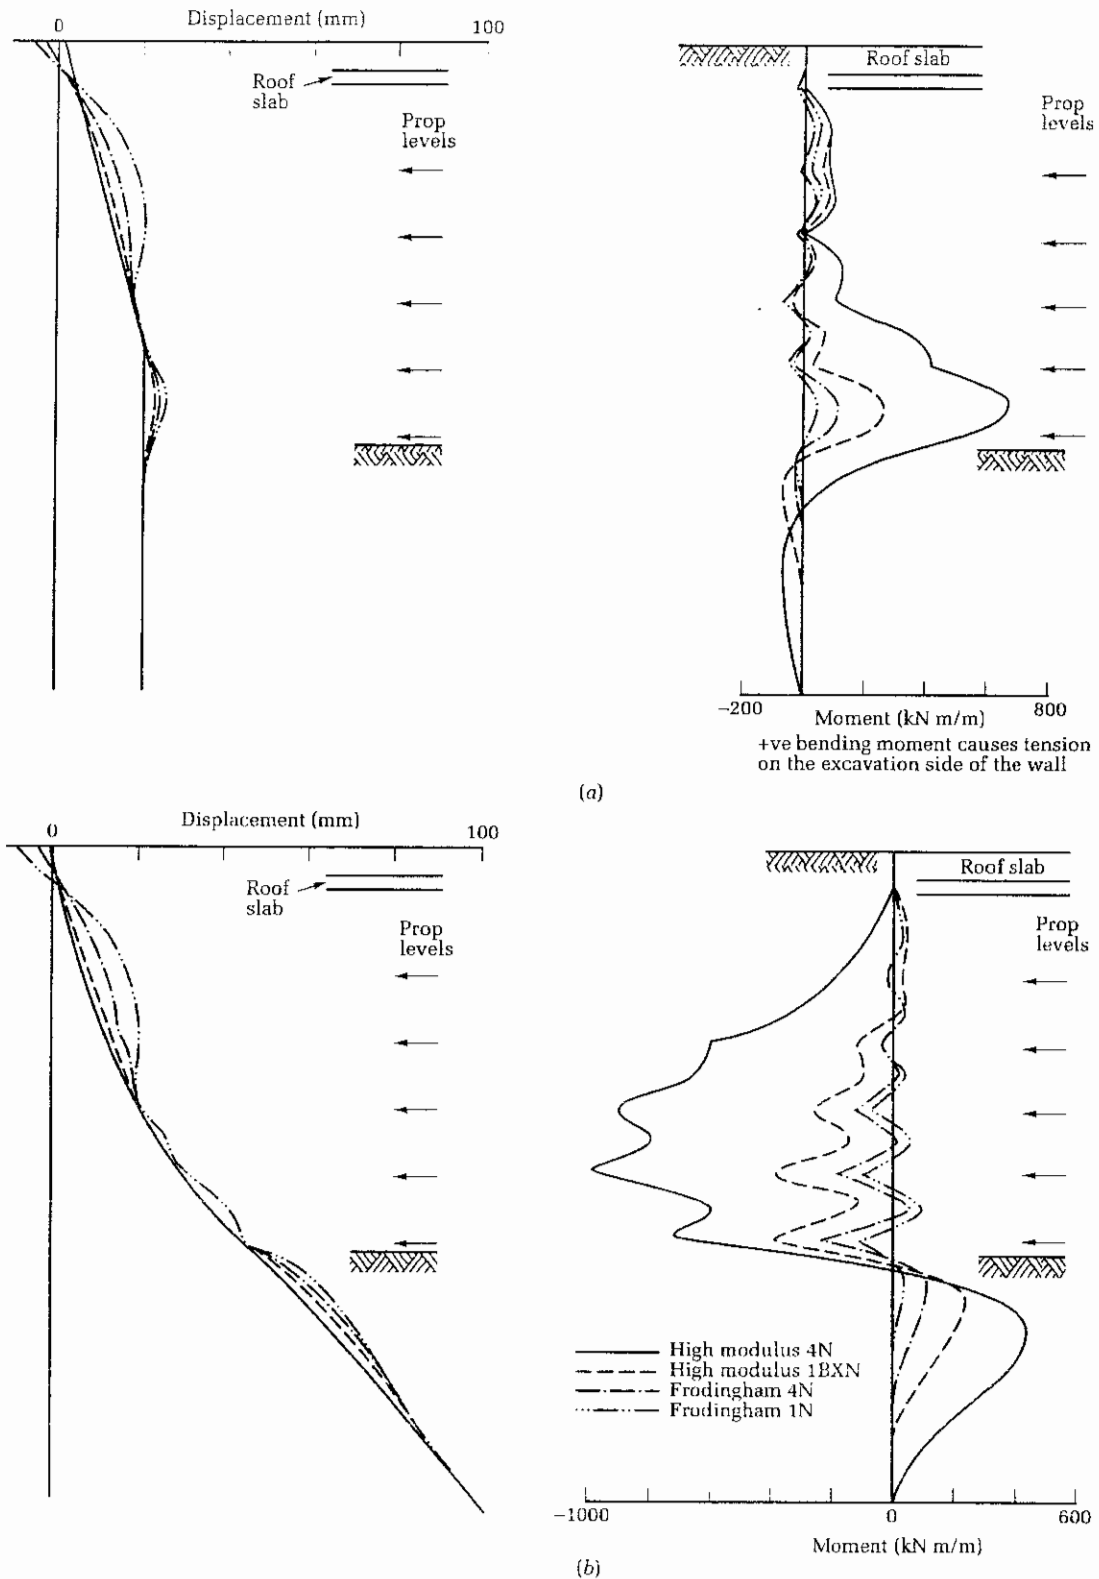 Displacement (mm)
0
100
Roof
slab
Prop
levels
Roof slab
Prop
levels
-200
800
Moment (kN m/m)
+ve bending moment causes tension
on the excavation side of the wall
(a)
Displacement (mm)
0
100
Roof
slab
Prop
levels
Roof slab
Prop
levels
High modulus 4N
High modulus 1BXN
Frodingham 4N
Frodingham 1N
-1000
0
600
Moment (kN m/m)
(b)